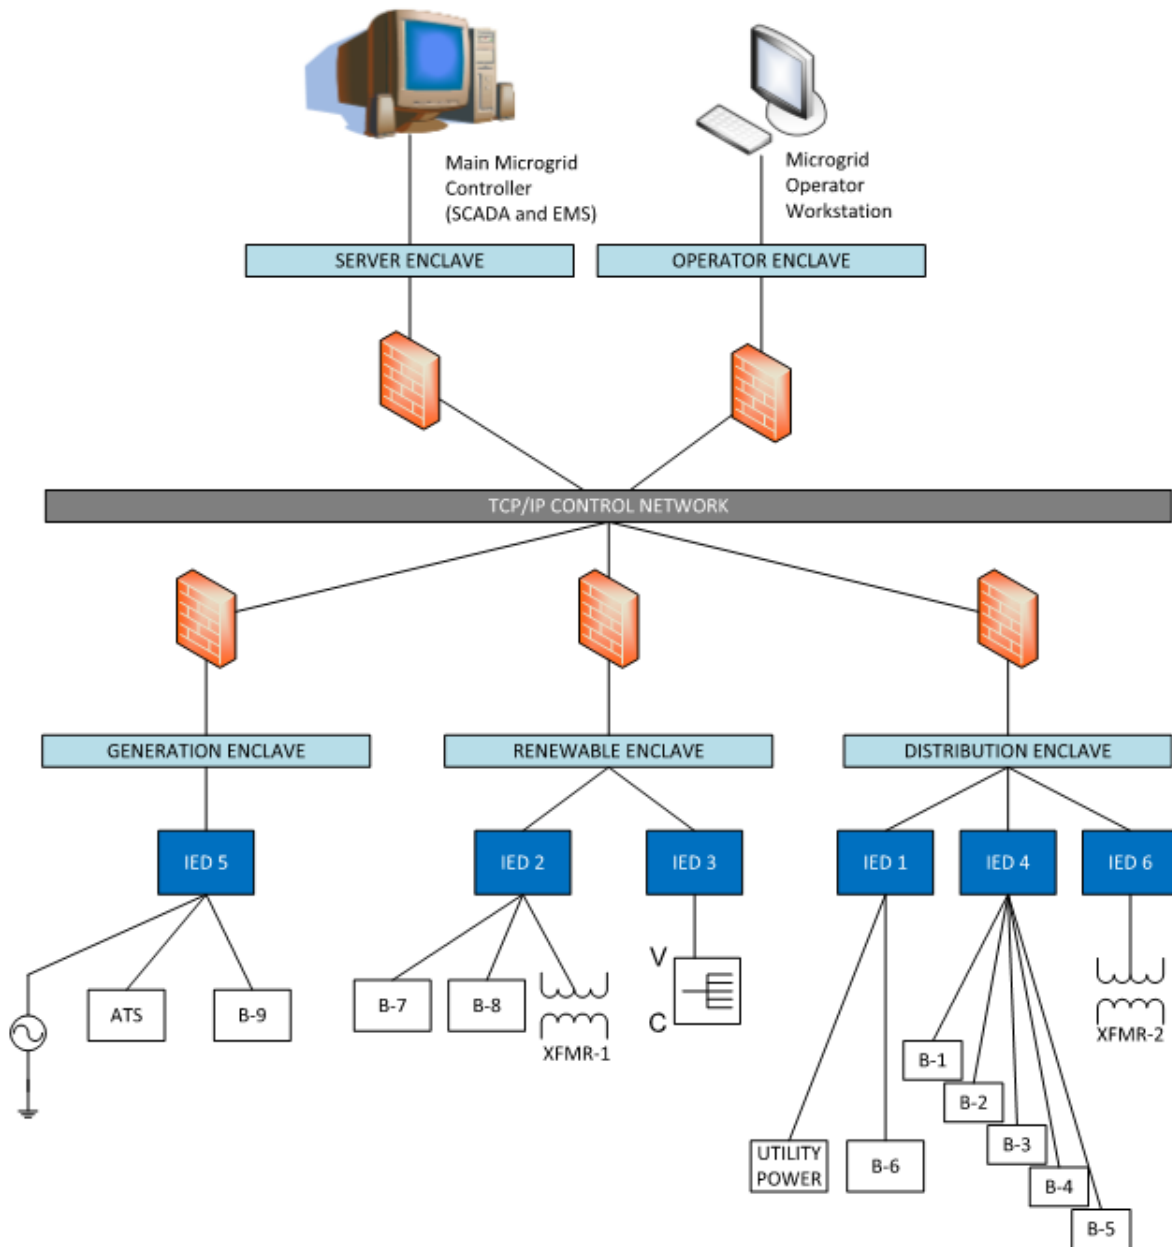 Main Microgrid
Controller
(SCADA and EMS)
Microgrid
Operator
Workstation
SERVER ENCLAVE
OPERATOR ENCLAVE
TCP/IP CONTROL NETWORK
GENERATION ENCLAVE
RENEWABLE ENCLAVE
DISTRIBUTION ENCLAVE
IED 5
IED 2
IED 3
IED 1
IED 4
IED 6
ATS
B-9
B-7
B-8
XFMR-1
V
C
XFMR-2
B-1
B-2
B-3
B-4
B-5
UTILITY
POWER
B-6